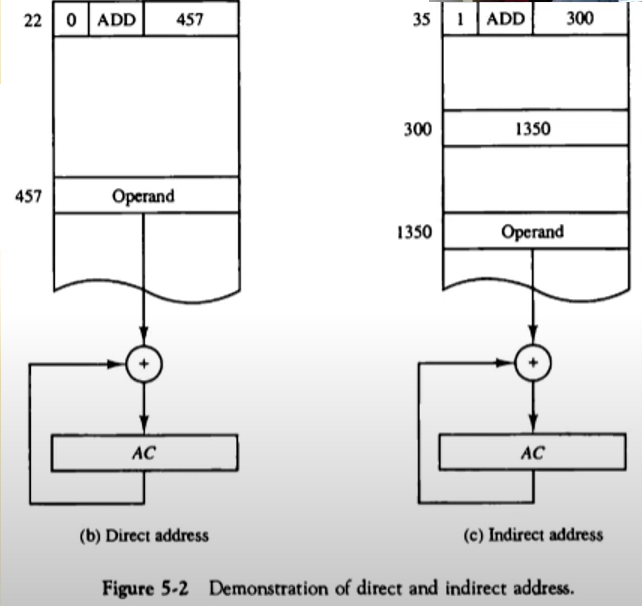 22 0 ADD 457
457 Operand
+
AC
(b) Direct address
35 1 ADD 300
300 1350
1350 Operand
+
AC
(c) Indirect address
Figure 5-2 Demonstration of direct and indirect address.